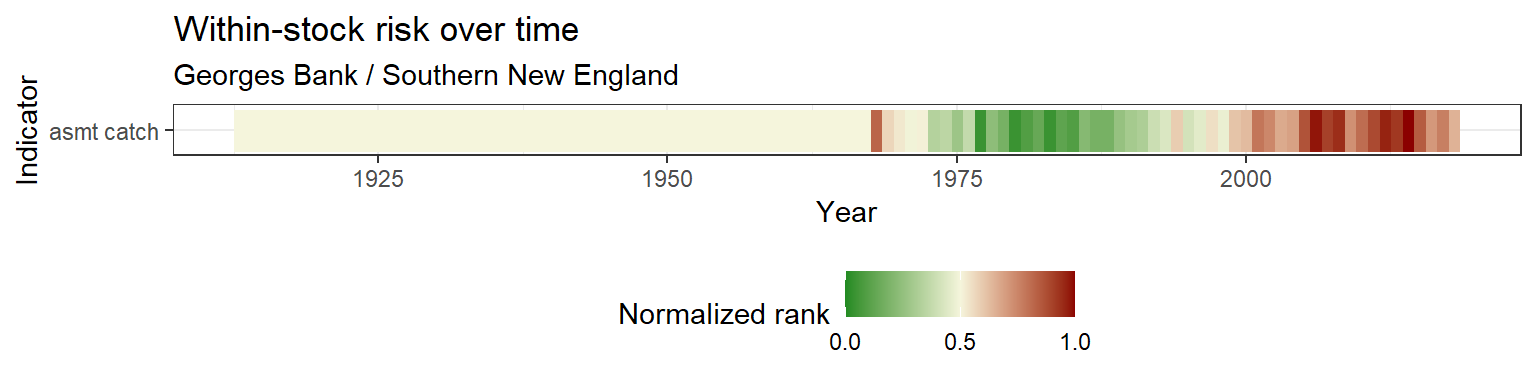 Within-stock risk over time
Georges Bank / Southern New England
Indicator
asmt catch
1925 1950 1975 2000
Year
Normalized rank
0.0 0.5 1.0